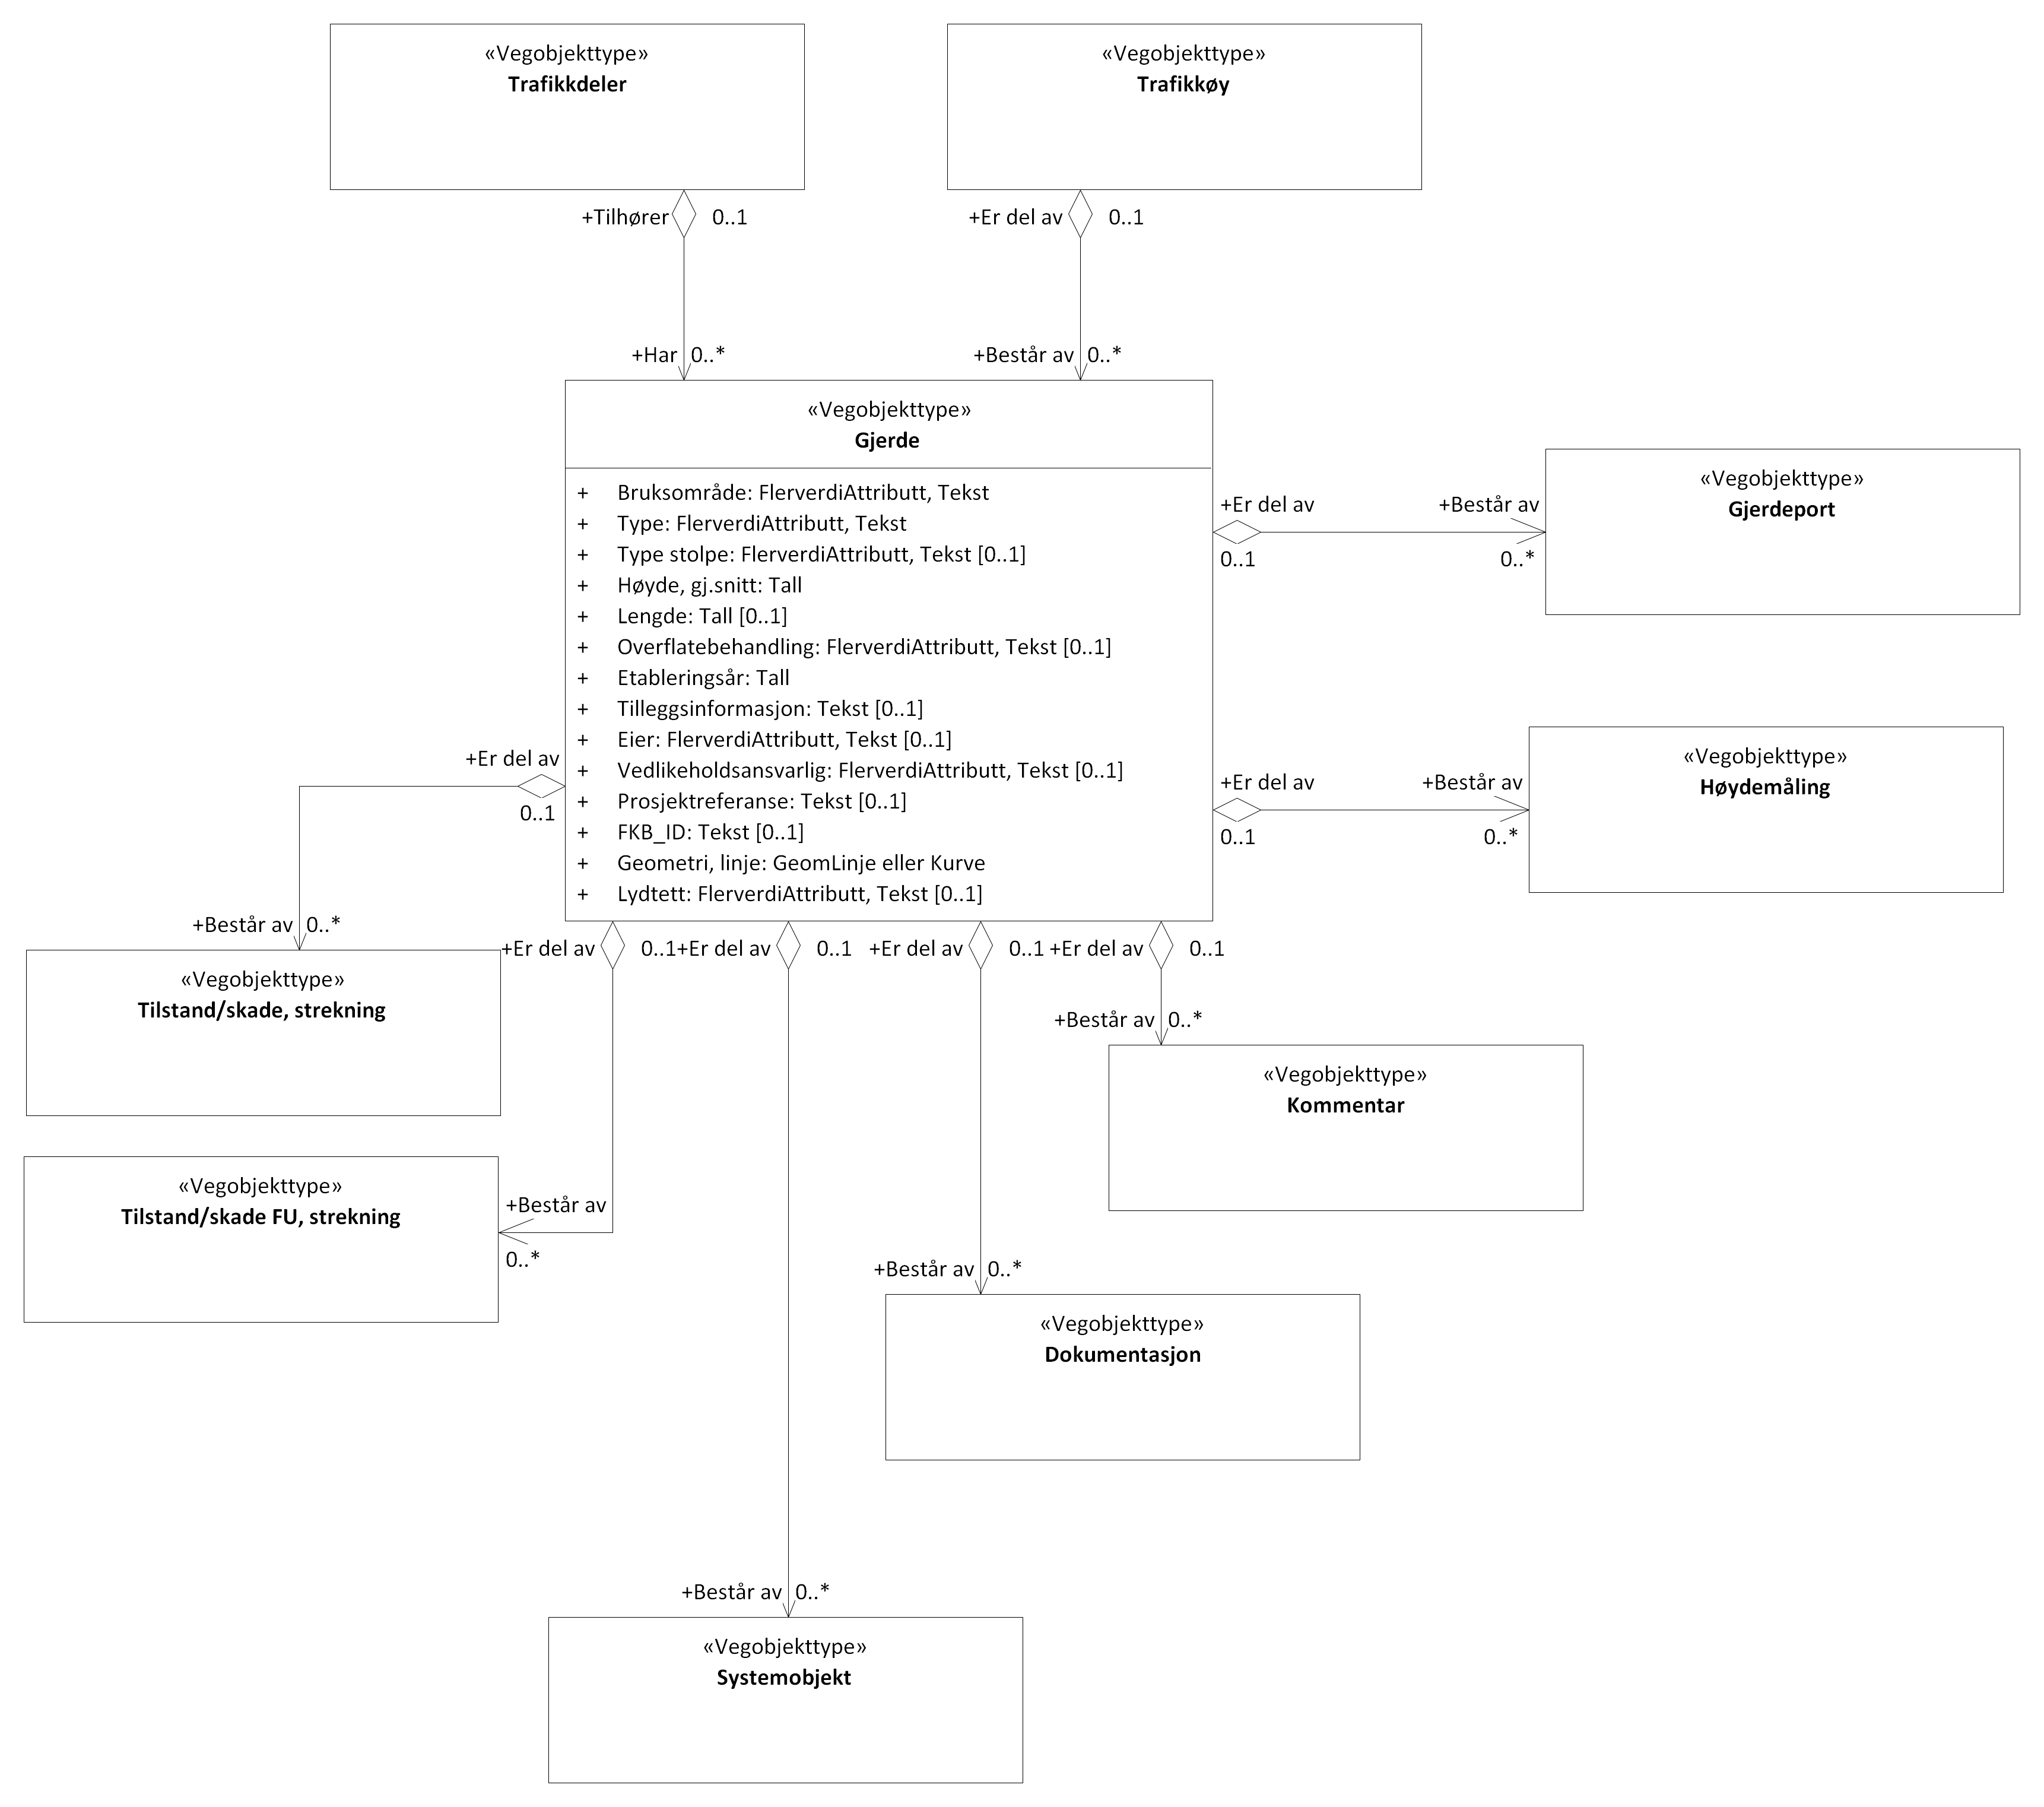 «Vegobjekttype»
Trafikkdeler
«Vegobjekttype»
Trafikkøy
+Tilhører 0..1
+Er del av 0..1
+Har 0..*
+Består av 0..*
«Vegobjekttype»
Gjerde
+ Bruksområde: FlerverdiAttributt, Tekst
+ Type: FlerverdiAttributt, Tekst
+ Type stolpe: FlerverdiAttributt, Tekst [0..1]
+ Høyde, gj.snitt: Tall
+ Lengde: Tall [0..1]
+ Overflatebehandling: FlerverdiAttributt, Tekst [0..1]
+ Etableringsår: Tall
+ Tilleggsinformasjon: Tekst [0..1]
+ Eier: FlerverdiAttributt, Tekst [0..1]
+ Vedlikeholdsansvarlig: FlerverdiAttributt, Tekst [0..1]
+ Prosjektreferanse: Tekst [0..1]
+ FKB_ID: Tekst [0..1]
+ Geometri, linje: GeomLinje eller Kurve
+ Lydtett: FlerverdiAttributt, Tekst [0..1]
+Er del av +Består av
0..1 0..*
«Vegobjekttype»
Gjerdeport
+Er del av +Består av
0..1 0..*
«Vegobjekttype»
Høydemåling
+Er del av
0..1
+Består av 0..*
«Vegobjekttype»
Tilstand/skade, strekning
+Er del av 0..1
+Er del av 0..1
+Er del av 0..1
+Er del av 0..1
+Består av 0..*
«Vegobjekttype»
Kommentar
+Består av
0..*
«Vegobjekttype»
Tilstand/skade FU, strekning
+Består av 0..*
«Vegobjekttype»
Dokumentasjon
+Består av 0..*
«Vegobjekttype»
Systemobjekt